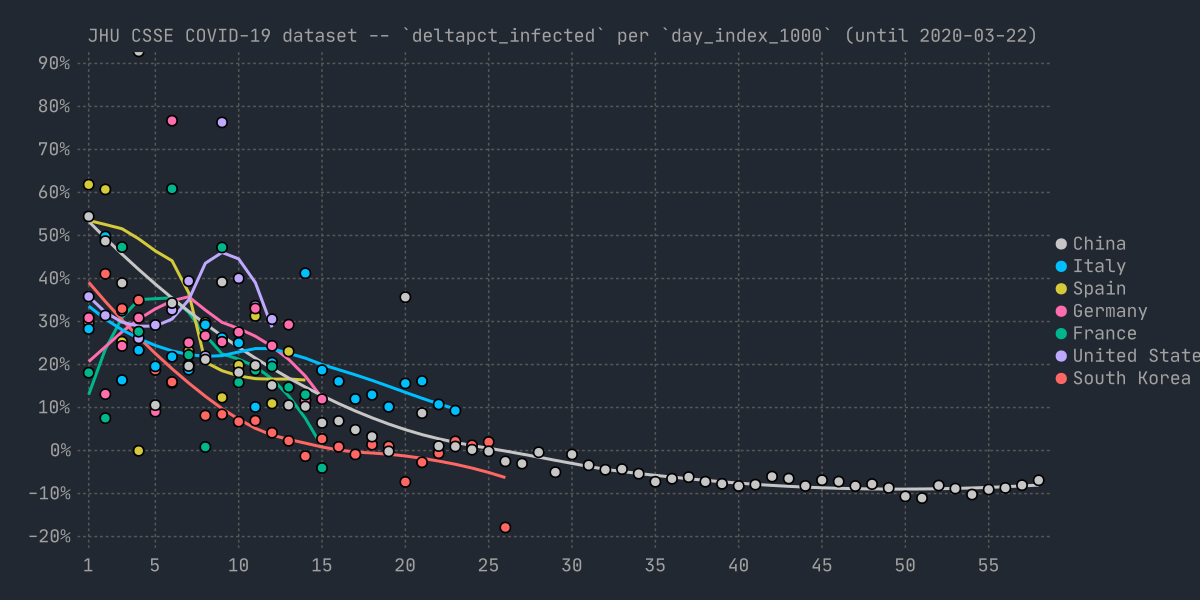 JHU CSSE COVID-19 dataset -- `deltapct_infected` per `day_index_1000` (until 2020-03-22)
90%
80%
70%
60%
50%
40%
30%
20%
10%
0%
-10%
-20%
1 5 10 15 20 25 30 35 40 45 50 55
China
Italy
Spain
Germany
France
United State
South Korea